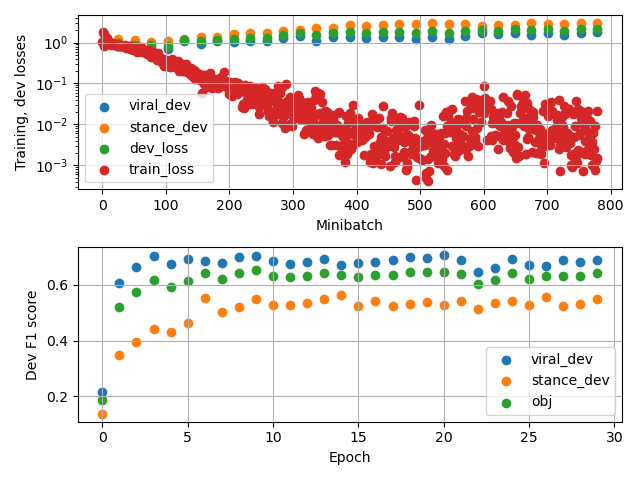 Training, dev losses
10⁰
10⁻¹
10⁻²
10⁻³
viral_dev
stance_dev
dev_loss
train_loss
0 100 200 300 400 500 600 700 800
Minibatch
Dev F1 score
0.6
0.4
0.2
viral_dev
stance_dev
obj
0 5 10 15 20 25 30
Epoch